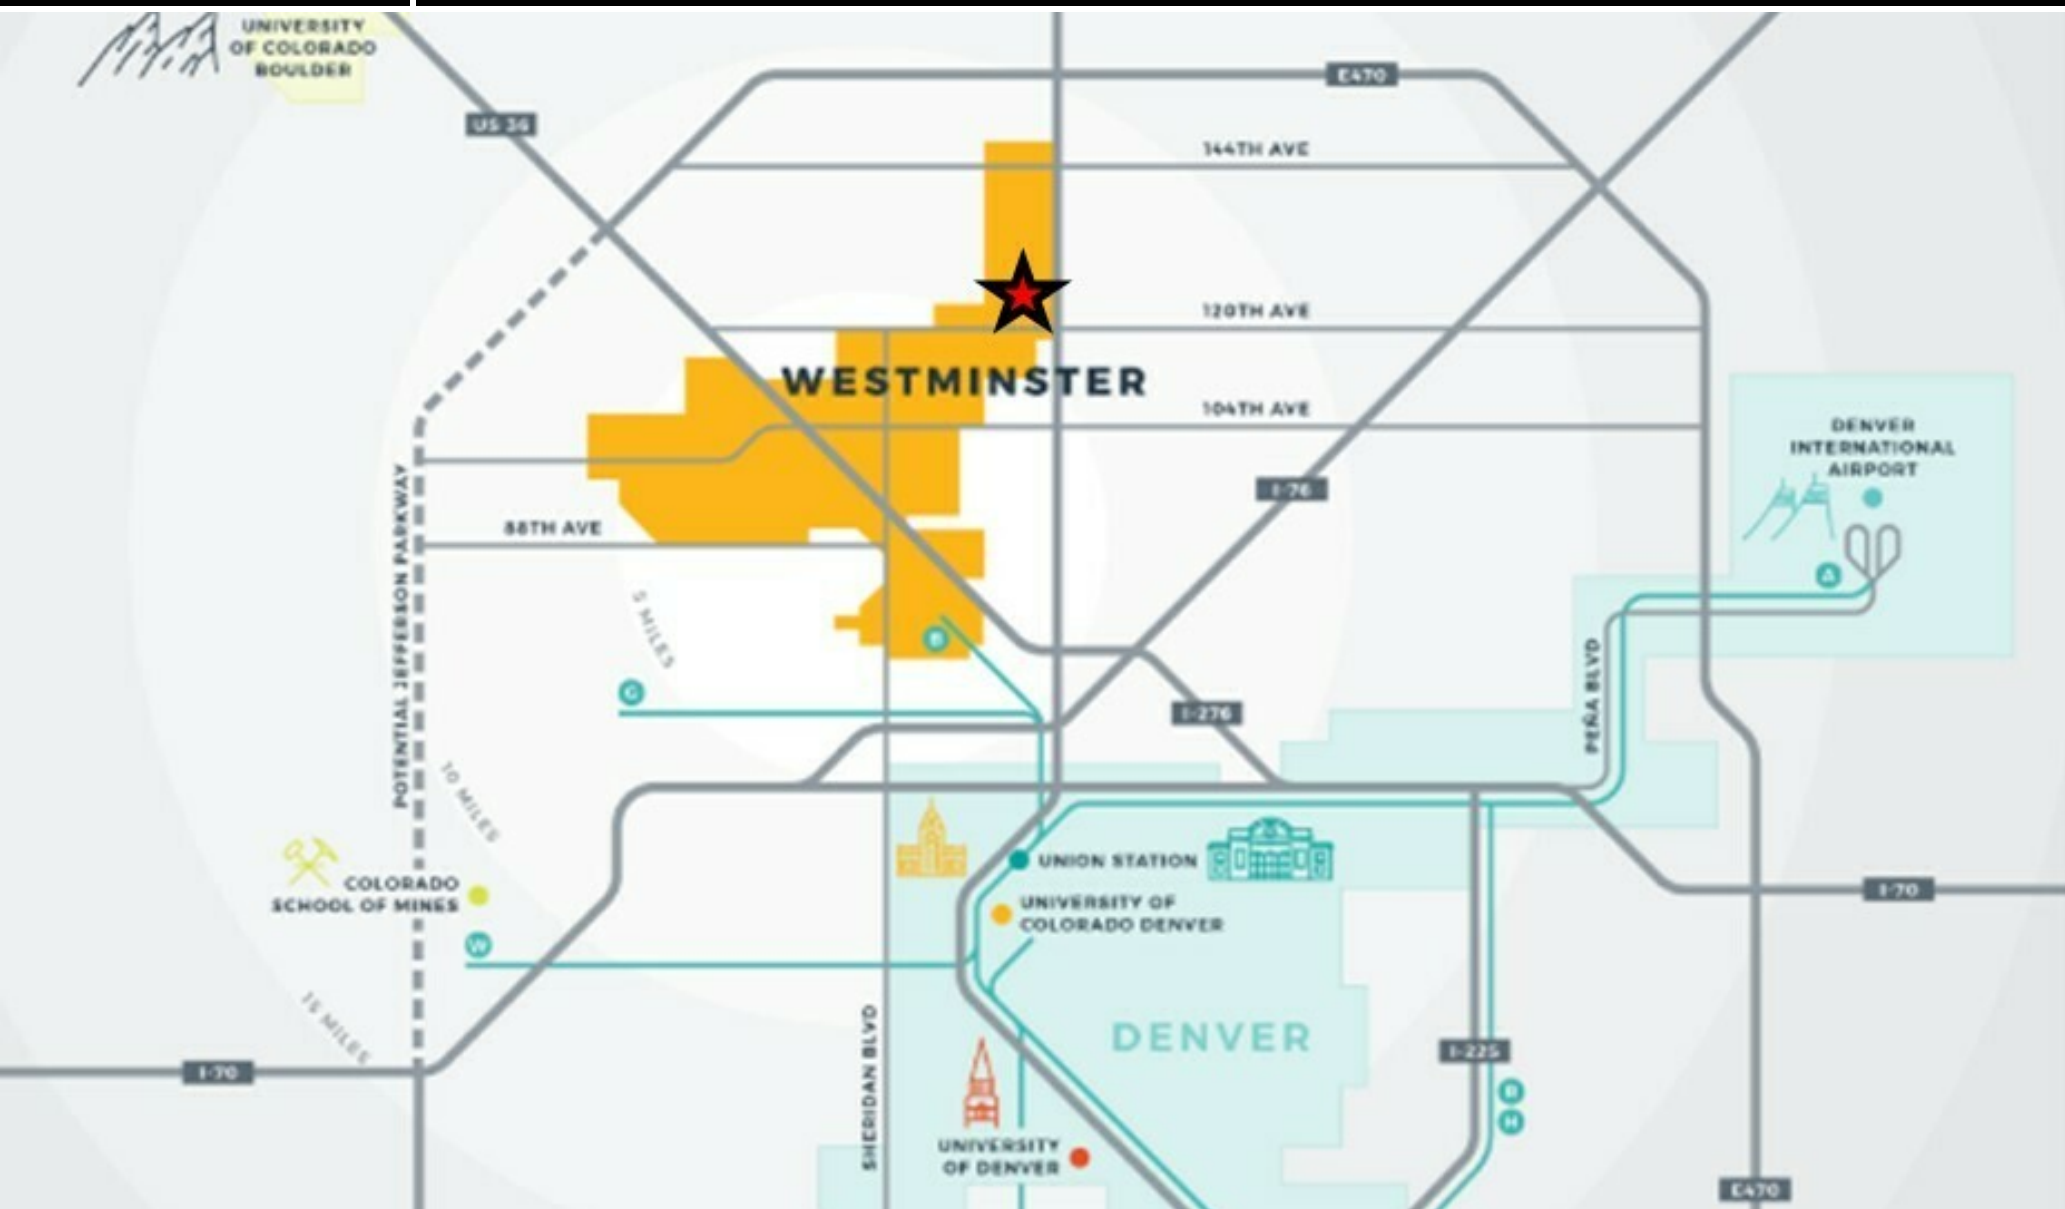 UNIVERSITY
OF COLORADO
BOULDER
E470
US 36
144TH AVE
120TH AVE
WESTMINSTER
104TH AVE
DENVER
INTERNATIONAL
AIRPORT
I-76
88TH AVE
A
POTENTIAL JEFFERSON PARKWAY
5 MILES
B
PEÑA BLVD
G
I-276
10 MILES
UNION STATION
COLORADO
SCHOOL OF MINES
I-70
UNIVERSITY OF
COLORADO DENVER
W
15 MILES
SHERIDAN BLVD
DENVER
I-225
I-70
H
UNIVERSITY
OF DENVER
E470